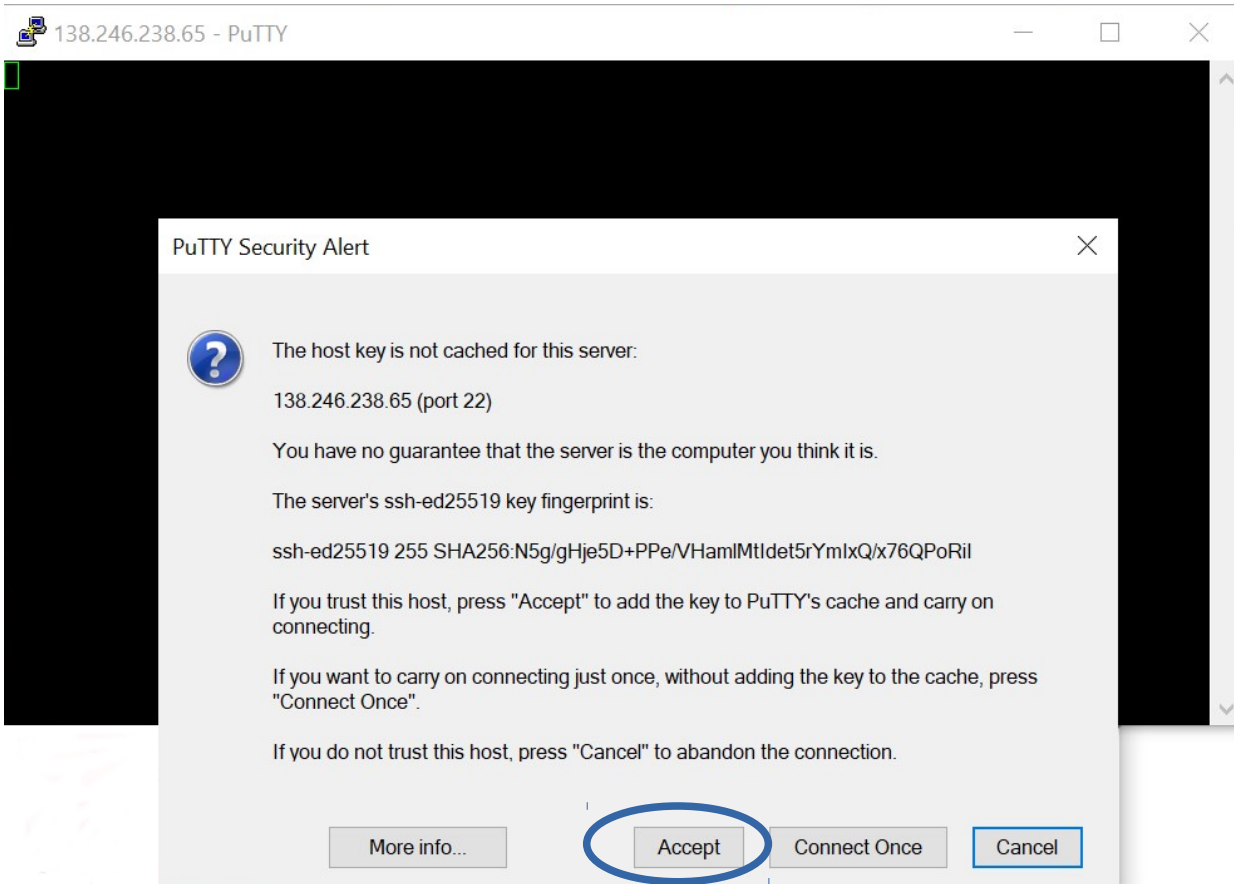 138.246.238.65 - PuTTY
PuTTY Security Alert
The host key is not cached for this server:
138.246.238.65 (port 22)
You have no guarantee that the server is the computer you think it is.
The server's ssh-ed25519 key fingerprint is:
ssh-ed25519 255 SHA256:N5g/gHje5D+PPe/VHamlMtIdet5rYmIxQ/x76QPoRiI
If you trust this host, press "Accept" to add the key to PuTTY's cache and carry on
connecting.
If you want to carry on connecting just once, without adding the key to the cache, press
"Connect Once".
If you do not trust this host, press "Cancel" to abandon the connection.
More info... Accept Connect Once Cancel